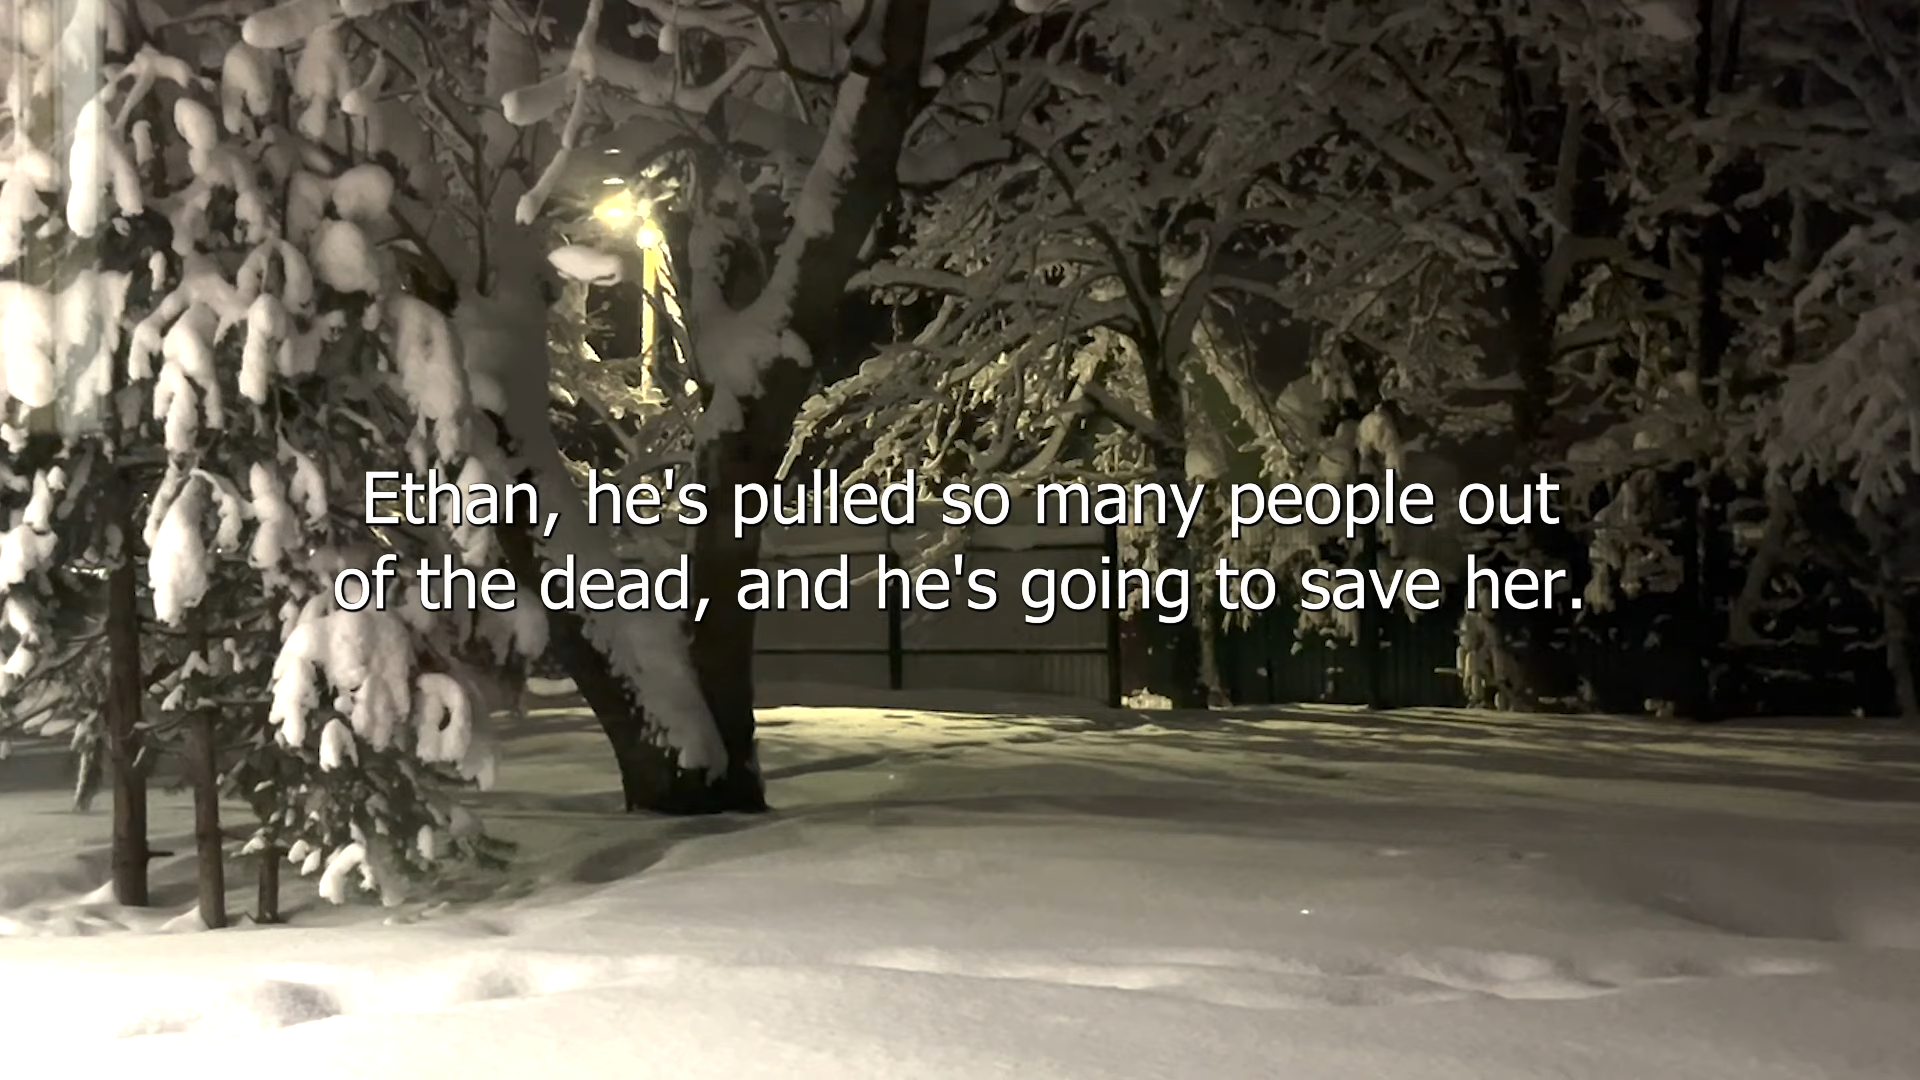 Ethan, he's pulled so many people out
of the dead, and he's going to save her.